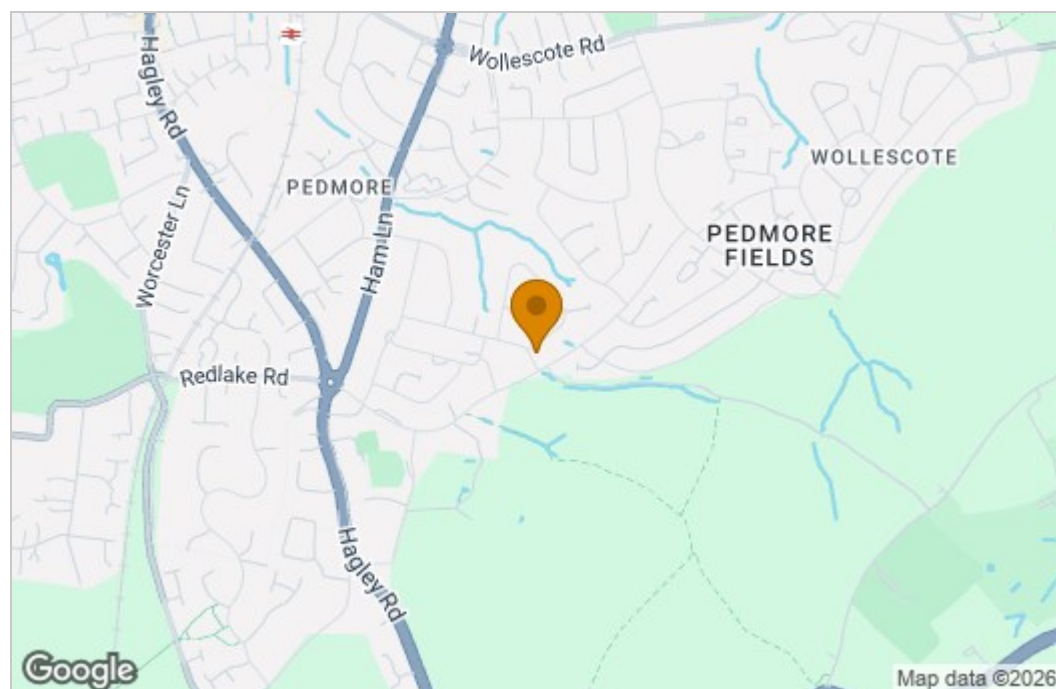 Wollescote Rd
Hagley Rd
WOLLESCOTE
PEDMORE
Ham Ln
Worcester Ln
PEDMORE
FIELDS
Redlake Rd
Hagley Rd
Google
Map data ©2026